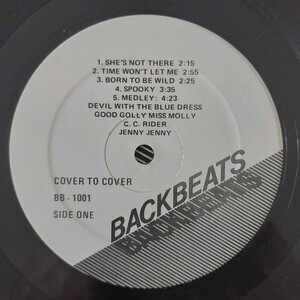 1. SHE'S NOT THERE 2:15
2. TIME WON'T LET ME 2:55
3. BORN TO BE WILD 2:25
4. SPOOKY 3:35
5. MEDLEY: 4:23
DEVIL WITH THE BLUE DRESS
GOOD GOLLY MISS MOLLY
C. C. RIDER
JENNY JENNY
COVER TO COVER
BB - 1001
SIDE ONE
BACKBEATS
BACKBEATS